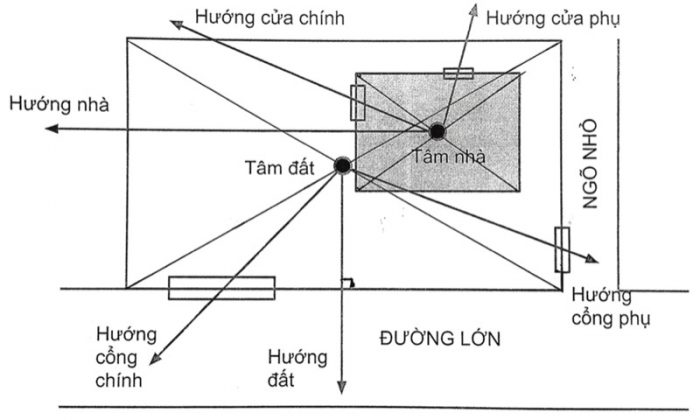 Hướng cửa chính
Hướng cửa phụ
Hướng nhà
Tâm đất
Tâm nhà
NGÕ NHỎ
Hướng
cổng phụ
Hướng
cổng
chính
Hướng
đất
ĐƯỜNG LỚN